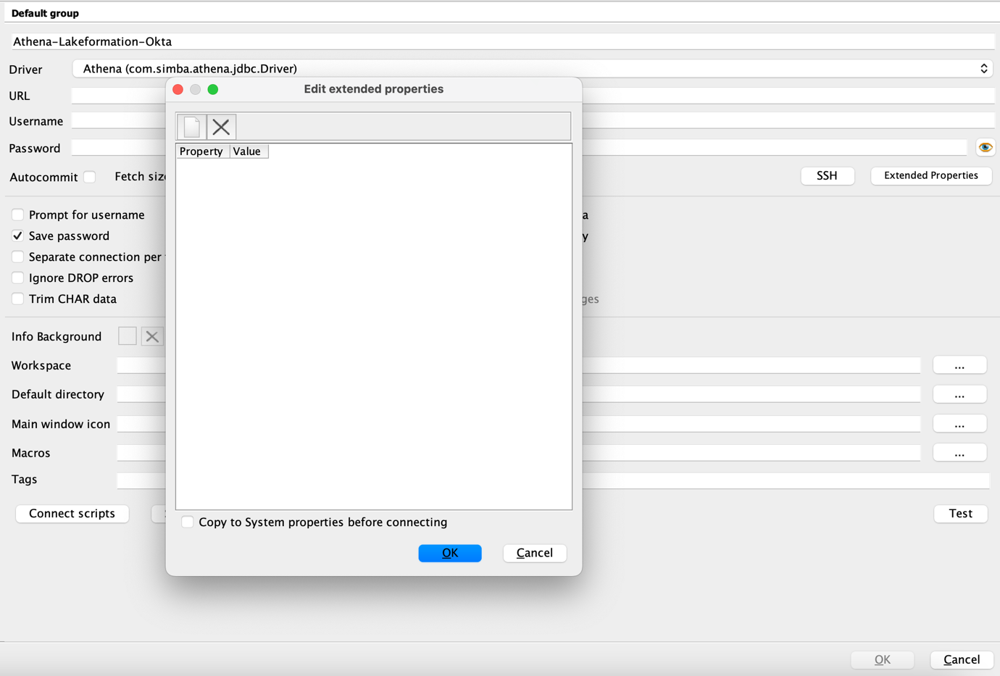 Default group
Athena-Lakeformation-Okta
Driver
Athena (com.simba.athena.jdbc.Driver)
Edit extended properties
URL
Username
Password
Property Value
Autocommit
Fetch size
SSH
Extended Properties
Prompt for username
a
Save password
y
Separate connection per
Ignore DROP errors
Trim CHAR data
ges
Info Background
Workspace
...
Default directory
...
Main window icon
...
Macros
...
Tags
Connect scripts
Test
Copy to System properties before connecting
OK
Cancel
OK
Cancel